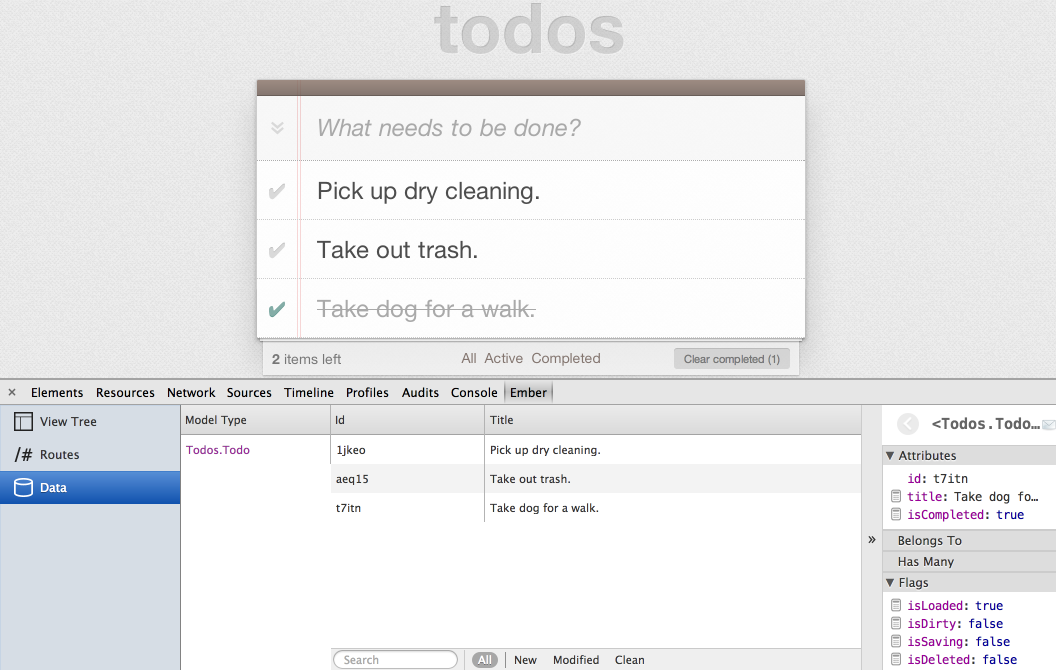 todos
What needs to be done?
Pick up dry cleaning.
Take out trash.
Take dog for a walk.
2 items left All Active Completed Clear completed (1)
× Elements Resources Network Sources Timeline Profiles Audits Console Ember
View Tree
/# Routes
Data
Model Type Id Title
Todos.Todo 1jkeo Pick up dry cleaning.
aeq15 Take out trash.
t7itn Take dog for a walk.
Search All New Modified Clean
»
<Todos.Todo…
▼ Attributes
id: t7itn
title: Take dog fo…
isCompleted: true
Belongs To
Has Many
▼ Flags
isLoaded: true
isDirty: false
isSaving: false
isDeleted: false